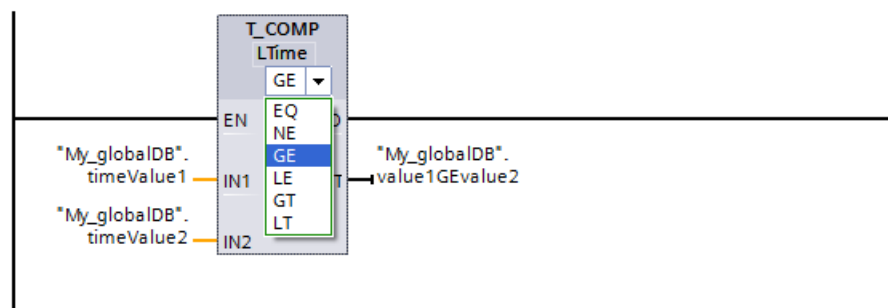 T_COMP
LTime
GE
EN
EQ
NE
GE
LE
GT
LT
"My_globalDB".
timeValue1
IN1
"My_globalDB".
value1GEvalue2
"My_globalDB".
timeValue2
IN2